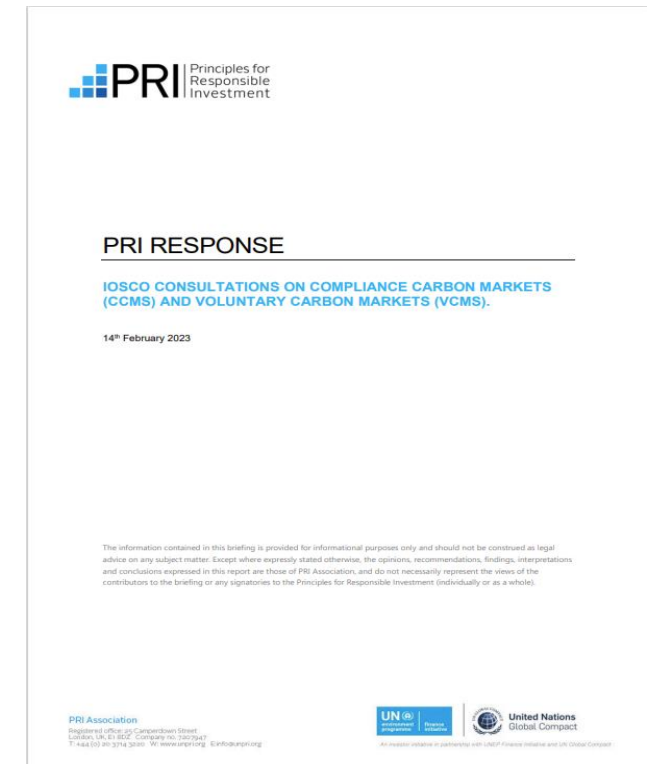 PRI Principles for
Responsible
Investment
PRI RESPONSE
IOSCO CONSULTATIONS ON COMPLIANCE CARBON MARKETS
(CCMS) AND VOLUNTARY CARBON MARKETS (VCMS).
14th February 2023
The information contained in this briefing is provided for informational purposes only and should not be construed as legal
advice on any subject matter. Except where expressly stated otherwise, the opinions, recommendations, findings, interpretations
and conclusions expressed in this report are those of PRI Association, and do not necessarily represent the views of the
contributors to the briefing or any signatories to the Principles for Responsible Investment (individually or as a whole).
PRI Association
Registered office: 25 Camperdown Street
London, UK, E1 8DZ Company no. 7207947
T: +44 (0) 20 3714 3220 W: www.unpri.org E: info@unpri.org
UN
environment
programme
finance
initiative
United Nations
Global Compact
An investor initiative in partnership with UNEP Finance Initiative and UN Global Compact